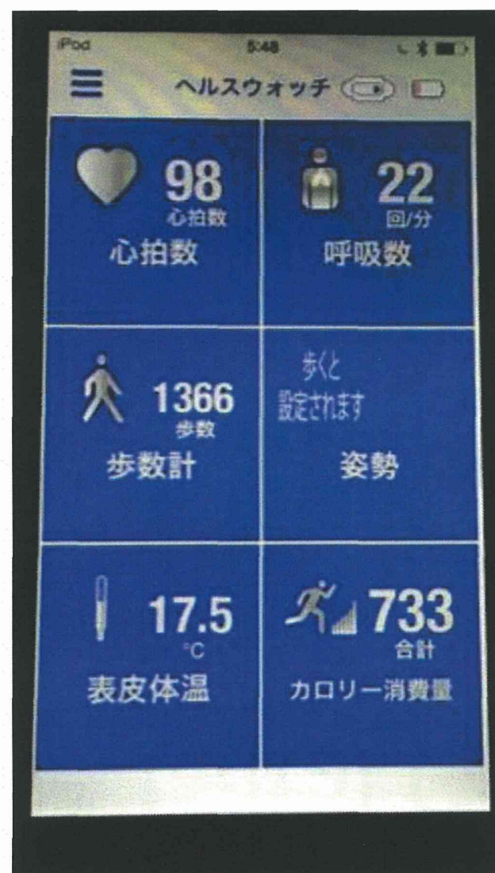 iPod 5:48
ヘルスウォッチ
98
心拍数
心拍数
22
回/分
呼吸数
1366
歩数
歩数計
歩くと
設定されます
姿勢
17.5
°C
表皮体温
733
合計
カロリー消費量